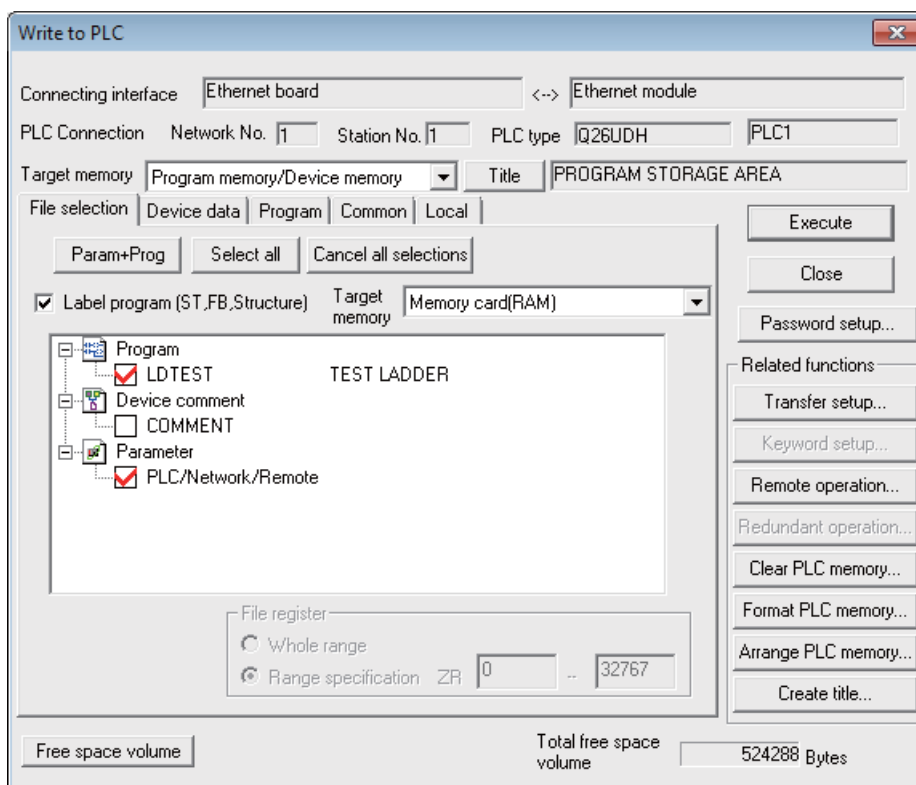 Write to PLC
Connecting interface Ethernet board <--> Ethernet module
PLC Connection Network No. 1 Station No. 1 PLC type Q26UDH PLC1
Target memory Program memory/Device memory Title PROGRAM STORAGE AREA
File selection Device data Program Common Local
Execute
Param+Prog Select all Cancel all selections
Close
Label program (ST,FB,Structure) Target memory Memory card(RAM)
Password setup...
Program
LDTEST TEST LADDER
Device comment
COMMENT
Parameter
PLC/Network/Remote
Related functions
Transfer setup...
Keyword setup...
Remote operation...
Redundant operation...
Clear PLC memory...
Format PLC memory...
Arrange PLC memory...
Create title...
File register
Whole range
Range specification ZR 0 .. 32767
Free space volume
Total free space volume 524288 Bytes